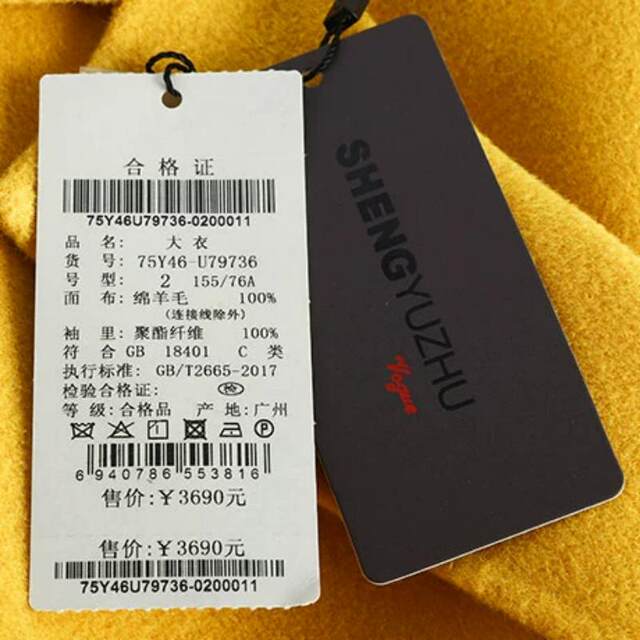 合格证
75Y46U79736-0200011
品 名: 大衣
货 号: 75Y46-U79736
号 型: 2 155/76A
面 布: 绵羊毛 100%
(连接线除外)
袖 里: 聚酯纤维 100%
符 合 GB 18401 C 类
执行标准: GB/T2665-2017
检验合格证: 检
等 级: 合格品 产 地: 广州
P
6 940786 553816
售价: ¥3690元
售价: ¥3690元
75Y46U79736-0200011
SHENGYUZHU
Vogue